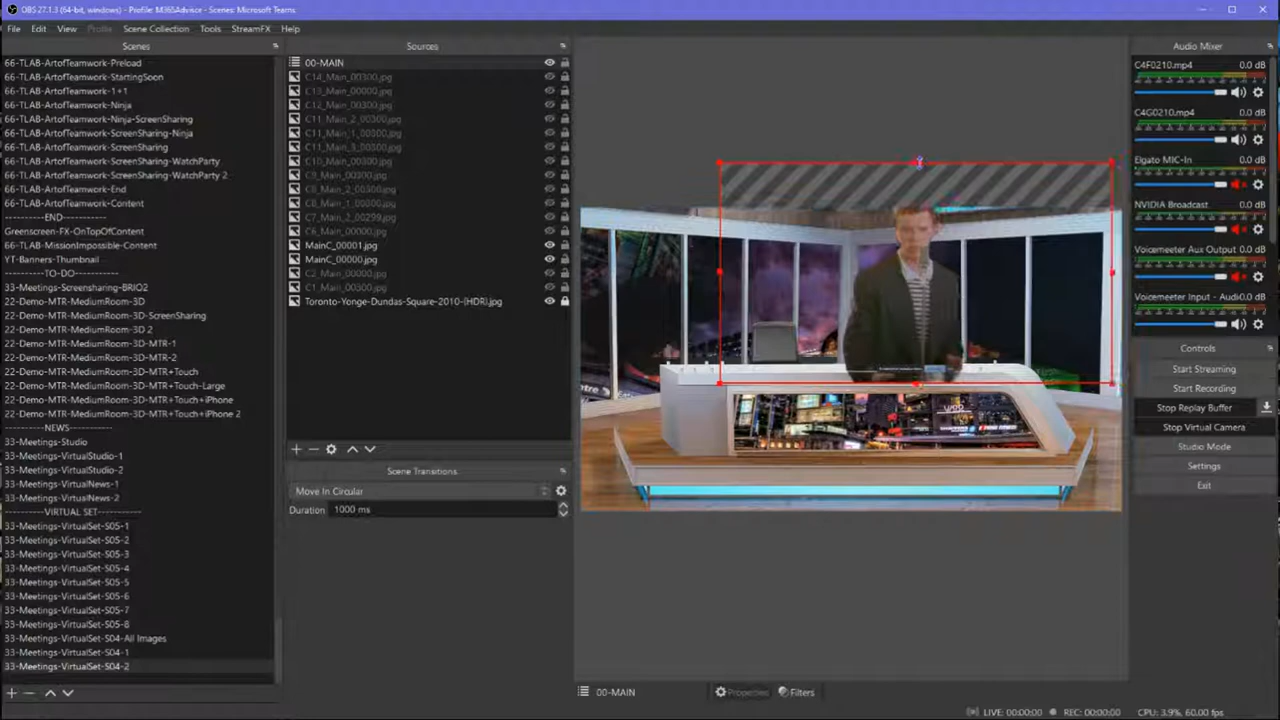 OBS 27.1.3 (64-bit, windows) - Profile: M365Advisor - Scenes: Microsoft Teams
File Edit View Profile Scene Collection Tools StreamFX Help
Scenes
66-TLAB-ArtofTeamwork-Preload
66-TLAB-ArtofTeamwork-StartingSoon
66-TLAB-ArtofTeamwork-1+1
66-TLAB-ArtofTeamwork-Ninja
66-TLAB-ArtofTeamwork-Ninja-ScreenSharing
66-TLAB-ArtofTeamwork-ScreenSharing-Ninja
66-TLAB-ArtofTeamwork-ScreenSharing
66-TLAB-ArtofTeamwork-ScreenSharing-WatchParty
66-TLAB-ArtofTeamwork-ScreenSharing-WatchParty 2
66-TLAB-ArtofTeamwork-End
66-TLAB-ArtofTeamwork-Content
----------END----------
Greenscreen-FX-OnTopOfContent
66-TLAB-MissionImpossible-Content
YT-Banners-Thumbnail
----------TO-DO----------
33-Meetings-Screensharing-BRIO2
22-Demo-MTR-MediumRoom-3D
22-Demo-MTR-MediumRoom-3D-ScreenSharing
22-Demo-MTR-MediumRoom-3D 2
22-Demo-MTR-MediumRoom-3D-MTR-1
22-Demo-MTR-MediumRoom-3D-MTR-2
22-Demo-MTR-MediumRoom-3D-MTR+Touch
22-Demo-MTR-MediumRoom-3D-MTR+Touch-Large
22-Demo-MTR-MediumRoom-3D-MTR+Touch+iPhone
22-Demo-MTR-MediumRoom-3D-MTR+Touch+iPhone 2
----------NEWS----------
33-Meetings-Studio
33-Meetings-VirtualStudio-1
33-Meetings-VirtualStudio-2
33-Meetings-VirtualNews-1
33-Meetings-VirtualNews-2
----------VIRTUAL SET----------
33-Meetings-VirtualSet-S05-1
33-Meetings-VirtualSet-S05-2
33-Meetings-VirtualSet-S05-3
33-Meetings-VirtualSet-S05-4
33-Meetings-VirtualSet-S05-5
33-Meetings-VirtualSet-S05-6
33-Meetings-VirtualSet-S05-7
33-Meetings-VirtualSet-S05-8
33-Meetings-VirtualSet-S04-All Images
33-Meetings-VirtualSet-S04-1
33-Meetings-VirtualSet-S04-2
Sources
00-MAIN
C14_Main_00300.jpg
C13_Main_00000.jpg
C12_Main_00300.jpg
C11_Main_2_00300.jpg
C11_Main_1_00300.jpg
C11_Main_3_00300.jpg
C10_Main_00300.jpg
C9_Main_00300.jpg
C8_Main_2_00300.jpg
C8_Main_1_00000.jpg
C7_Main_2_00299.jpg
MainC_00001.jpg
MainC_00000.jpg
C2_Main_00000.jpg
C1_Main_00300.jpg
Toronto-Yonge-Dundas-Square-2010-(HDR).jpg
Scene Transitions
Move In Circular
Duration 1000 ms
00-MAIN Properties Filters
Audio Mixer
C4F0210.mp4 0.0 dB
C4G0210.mp4 0.0 dB
Elgato MIC-In 0.0 dB
NVIDIA Broadcast 0.0 dB
Voicemeeter Aux Output 0.0 dB
Voicemeeter Input - Audi 0.0 dB
Controls
Start Streaming
Start Recording
Stop Replay Buffer
Stop Virtual Camera
Studio Mode
Settings
Exit
LIVE: 00:00:00 REC: 00:00:00 CPU: 3.9%, 60.00 fps